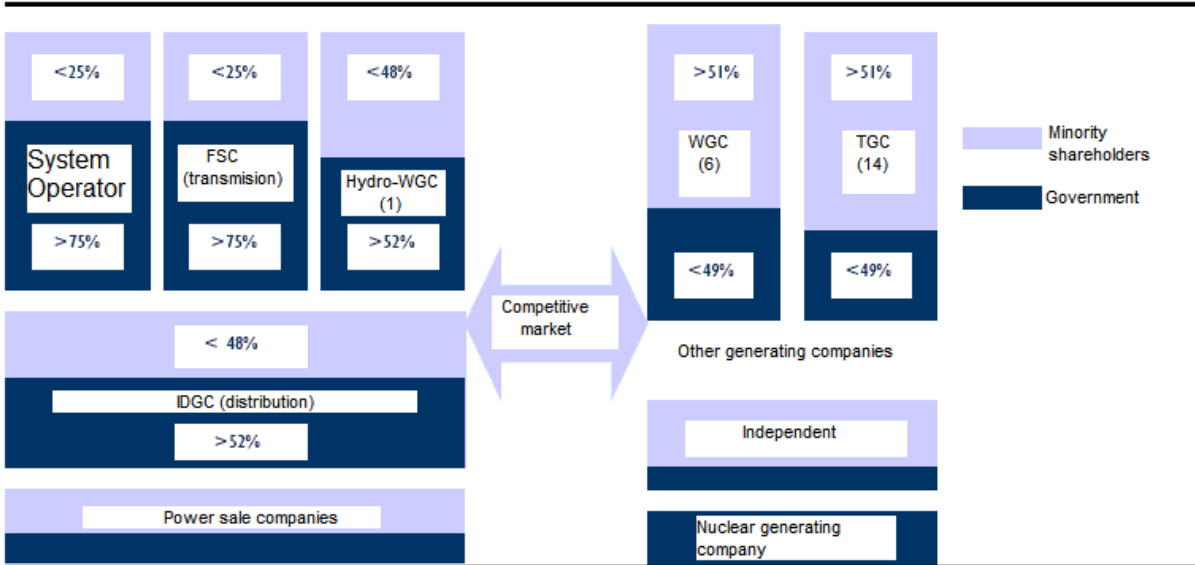 <25%
<25%
<48%
System
Operator
FSC
(transmision)
Hydro-WGC
(1)
>75%
>75%
>52%
< 48%
IDGC (distribution)
>52%
Power sale companies
Competitive
market
>51%
>51%
WGC
(6)
TGC
(14)
<49%
<49%
Other generating companies
Independent
Nuclear generating
company
Minority
shareholders
Government